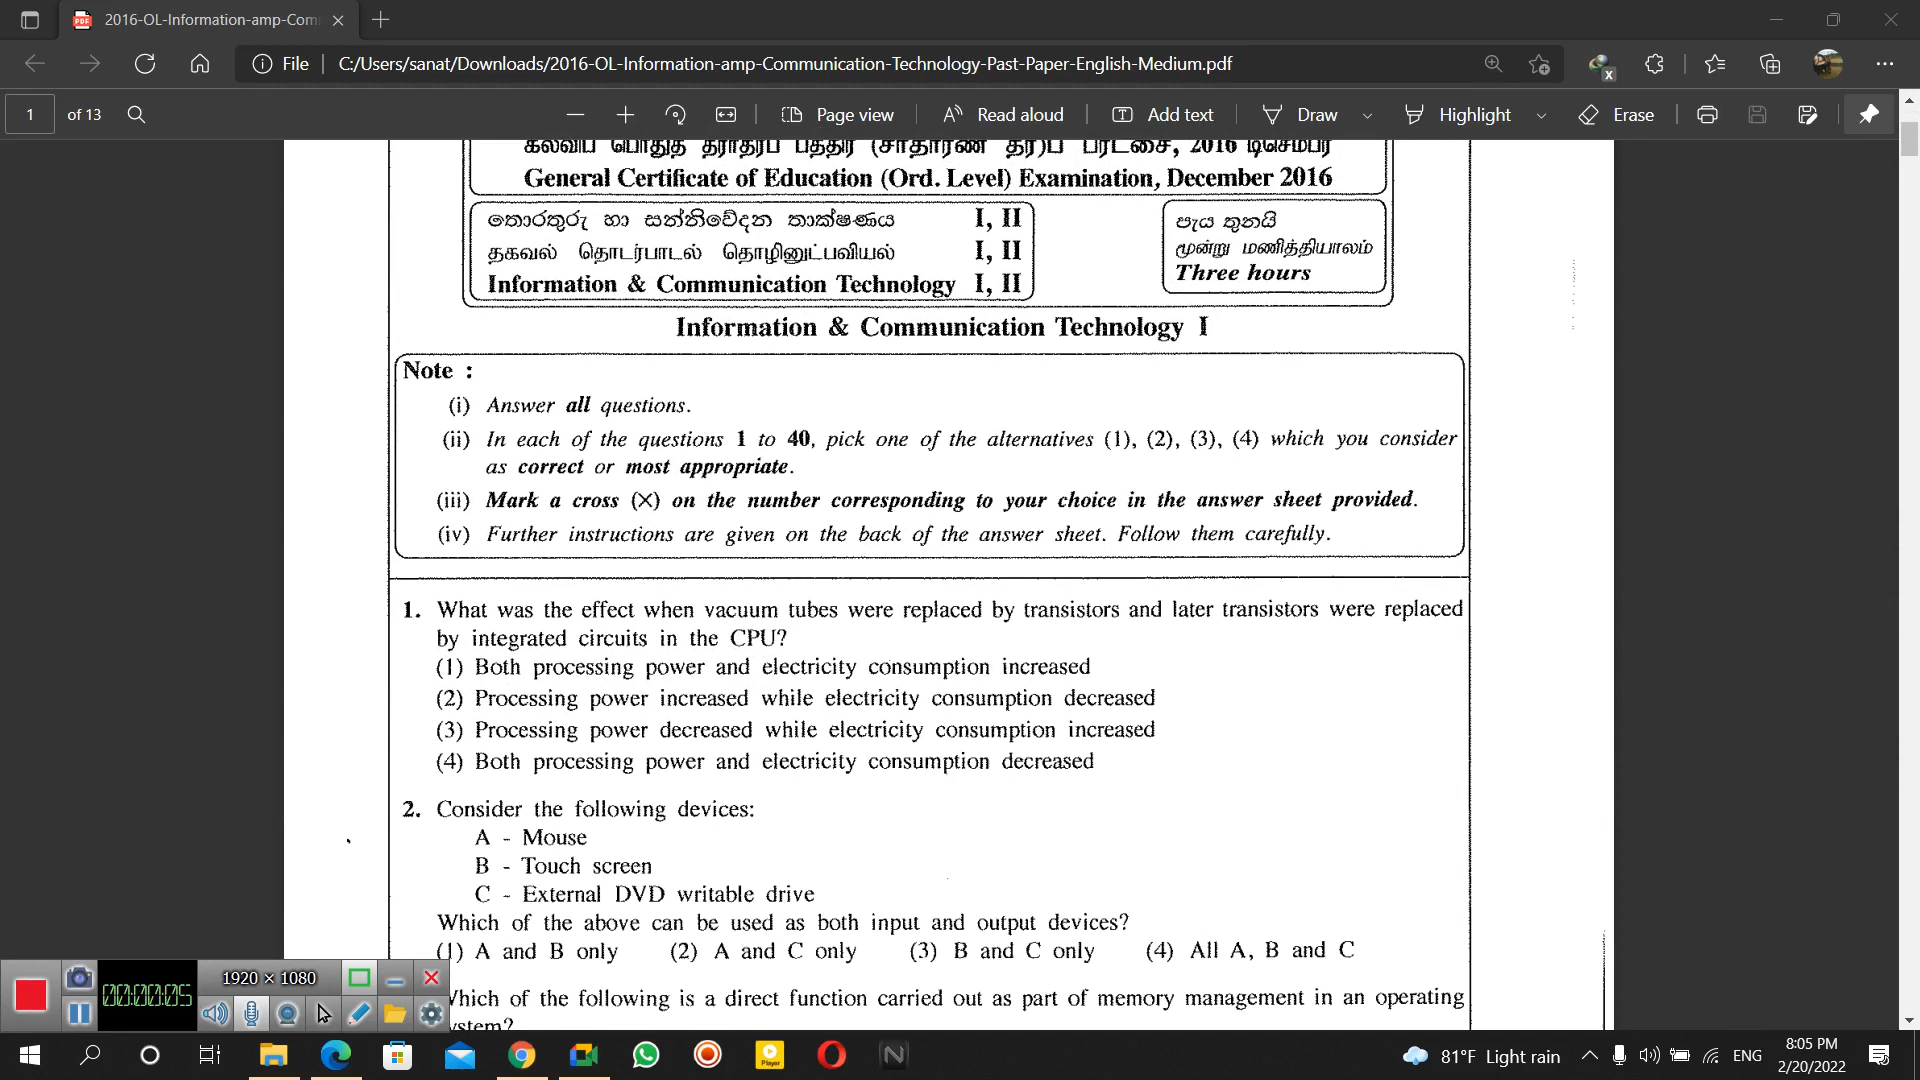 2016-OL-Information-amp-Com
File
C:/Users/sanat/Downloads/2016-OL-Information-amp-Communication-Technology-Past-Paper-English-Medium.pdf
1 of 13
Page view
Read aloud
Add text
Draw
Highlight
Erase
2016
General Certificate of Education (Ord. Level) Examination, December 2016
තොරතුරු හා සන්නිවේදන තාක්ෂණය I, II
தகவல் தொடர்பாடல் தொழினுட்பவியல் I, II
Information & Communication Technology I, II
පැය තුනයි
மூன்று மணித்தியாலம்
Three hours
Information & Communication Technology I
Note :
(i) Answer all questions.
(ii) In each of the questions 1 to 40, pick one of the alternatives (1), (2), (3), (4) which you consider
as correct or most appropriate.
(iii) Mark a cross (X) on the number corresponding to your choice in the answer sheet provided.
(iv) Further instructions are given on the back of the answer sheet. Follow them carefully.
1. What was the effect when vacuum tubes were replaced by transistors and later transistors were replaced
by integrated circuits in the CPU?
(1) Both processing power and electricity consumption increased
(2) Processing power increased while electricity consumption decreased
(3) Processing power decreased while electricity consumption increased
(4) Both processing power and electricity consumption decreased
2. Consider the following devices:
A - Mouse
B - Touch screen
C - External DVD writable drive
Which of the above can be used as both input and output devices?
(1) A and B only (2) A and C only (3) B and C only (4) All A, B and C
Which of the following is a direct function carried out as part of memory management in an operating
system?
1920 × 1080
00:00:05
81°F Light rain
ENG
8:05 PM
2/20/2022